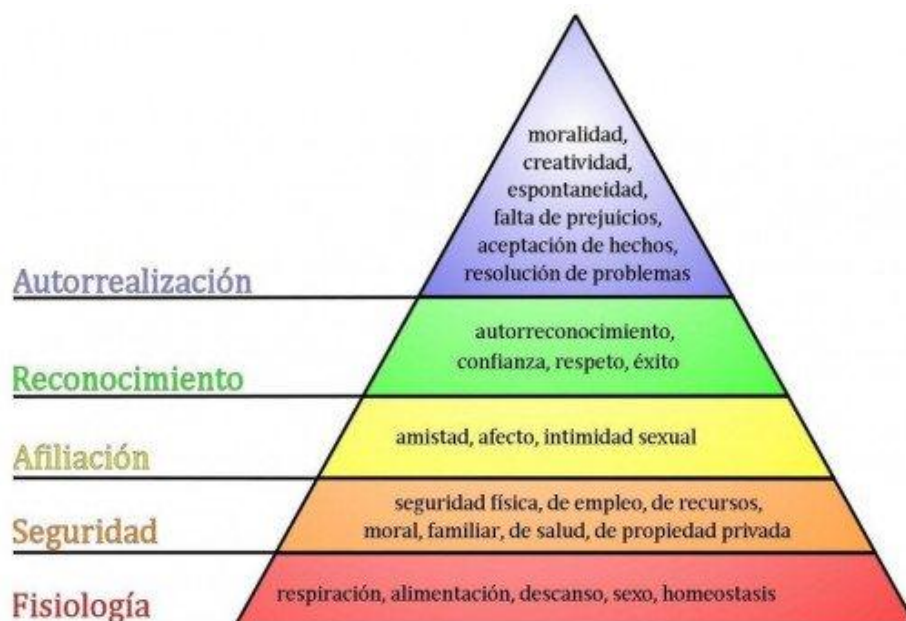 moralidad,
creatividad,
espontaneidad,
falta de prejuicios,
aceptación de hechos,
resolución de problemas
Autorrealización
autorreconocimiento,
confianza, respeto, éxito
Reconocimiento
amistad, afecto, intimidad sexual
Afiliación
seguridad física, de empleo, de recursos,
moral, familiar, de salud, de propiedad privada
Seguridad
respiración, alimentación, descanso, sexo, homeostasis
Fisiología